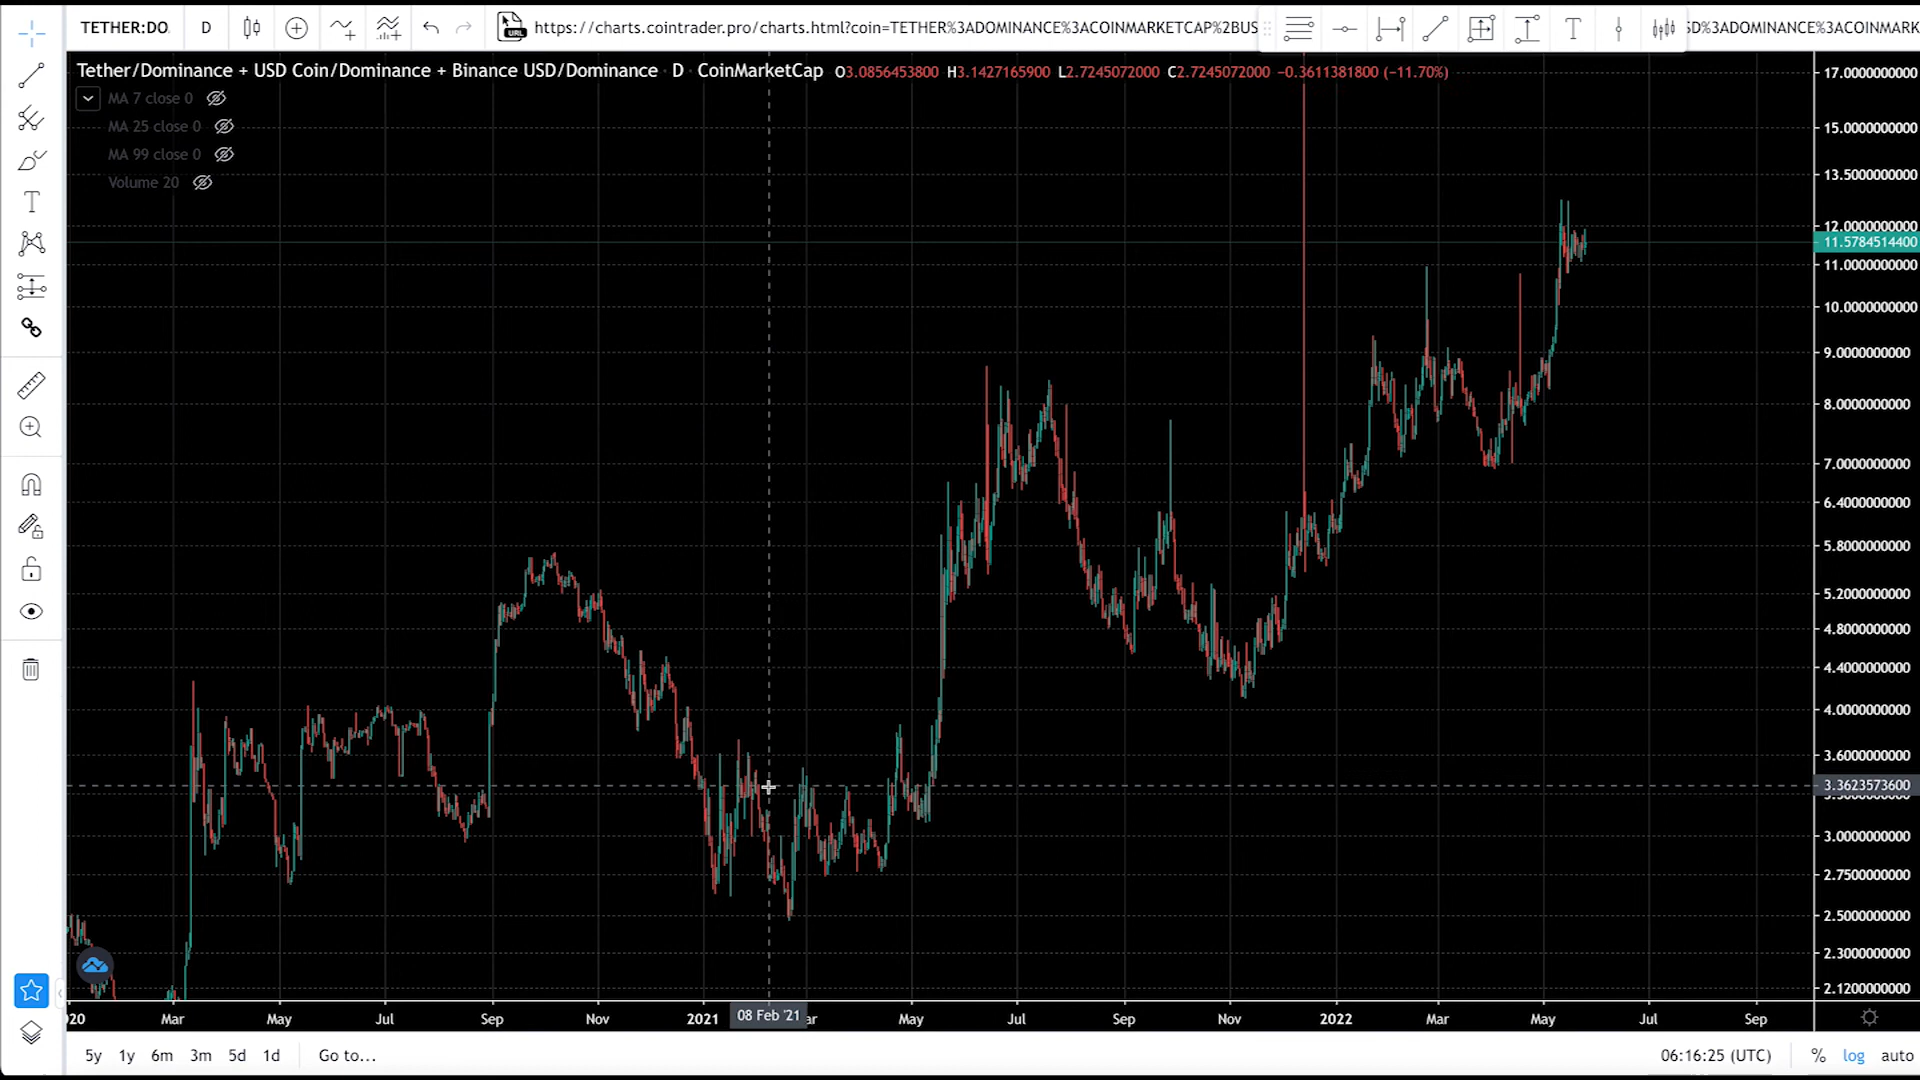 TETHER:DO D https://charts.cointrader.pro/charts.html?coin=TETHER%3ADOMINANCE%3ACOINMARKETCAP%2BUS T SD%3ADOMINANCE%3ACOINMARK
Tether/Dominance + USD Coin/Dominance + Binance USD/Dominance D CoinMarketCap O3.0856453800 H3.1427165900 L2.7245072000 C2.7245072000 −0.3611381800 (−11.70%)
MA 7 close 0
MA 25 close 0
MA 99 close 0
Volume 20
17.0000000000
15.0000000000
13.5000000000
12.0000000000
11.5784514400
11.0000000000
10.0000000000
9.0000000000
8.0000000000
7.0000000000
6.4000000000
5.8000000000
5.2000000000
4.8000000000
4.4000000000
4.0000000000
3.6000000000
3.3623573600
3.0000000000
2.7500000000
2.5000000000
2.3000000000
2.1200000000
20 Mar May Jul Sep Nov 2021 08 Feb '21 ar May Jul Sep Nov 2022 Mar May Jul Sep
5y 1y 6m 3m 5d 1d Go to... 06:16:25 (UTC) % log auto